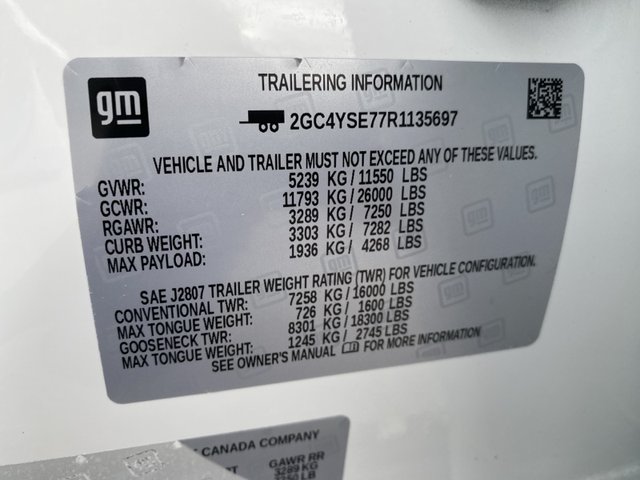 gm
TRAILERING INFORMATION
2GC4YSE77R1135697
VEHICLE AND TRAILER MUST NOT EXCEED ANY OF THESE VALUES.
GVWR: 5239 KG / 11550 LBS
GCWR: 11793 KG / 26000 LBS
RGAWR: 3289 KG / 7250 LBS
CURB WEIGHT: 3303 KG / 7282 LBS
MAX PAYLOAD: 1936 KG / 4268 LBS
SAE J2807 TRAILER WEIGHT RATING (TWR) FOR VEHICLE CONFIGURATION.
CONVENTIONAL TWR: 7258 KG / 16000 LBS
MAX TONGUE WEIGHT: 726 KG / 1600 LBS
GOOSENECK TWR: 8301 KG / 18300 LBS
MAX TONGUE WEIGHT: 1245 KG / 2745 LBS
SEE OWNER'S MANUAL FOR MORE INFORMATION
CANADA COMPANY
GAWR RR
3289 KG